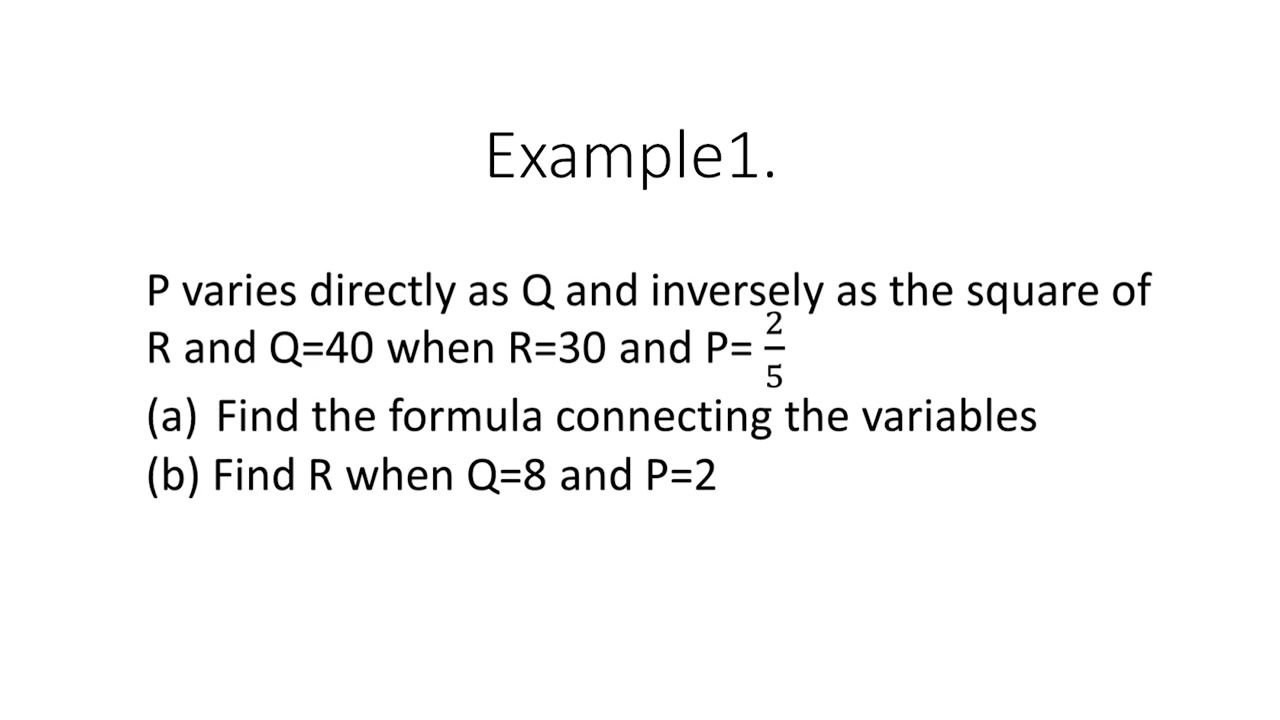 Example1.
P varies directly as Q and inversely as the square of
R and Q=40 when R=30 and P= 2/5
(a) Find the formula connecting the variables
(b) Find R when Q=8 and P=2